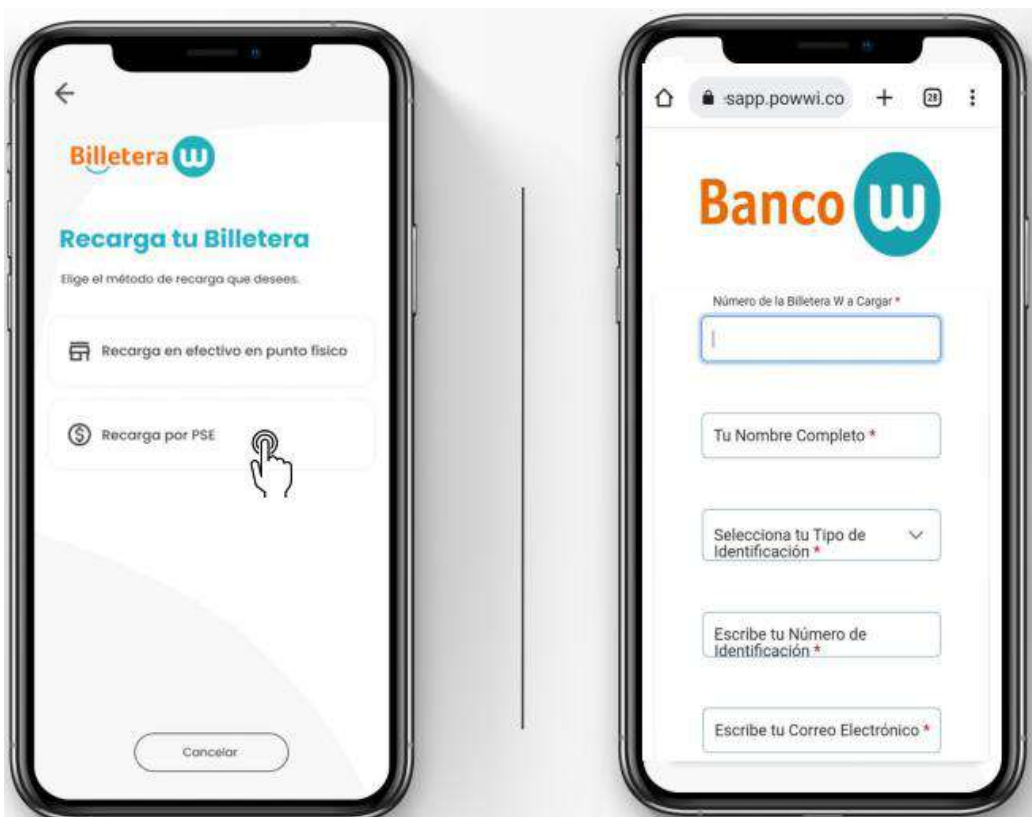 Billetera W
Recarga tu Billetera
Elige el método de recarga que desees.
Recarga en efectivo en punto físico
$ Recarga por PSE
Cancelar
sapp.powwi.co + 28
Banco W
Número de la Billetera W a Cargar *
Tu Nombre Completo *
Selecciona tu Tipo de
Identificación *
Escribe tu Número de
Identificación *
Escribe tu Correo Electrónico *